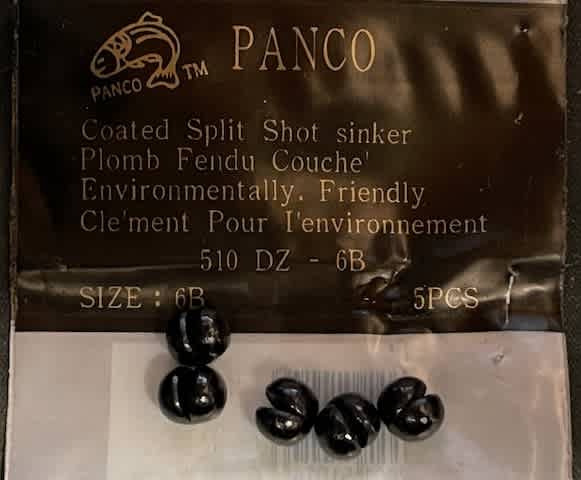 PANCO
PANCO TM
Coated Split Shot sinker
Plomb Fendu Couche'
Environmentally. Friendly
Cle'ment Pour I'environnement
510 DZ - 6B
SIZE : 6B 5PCS